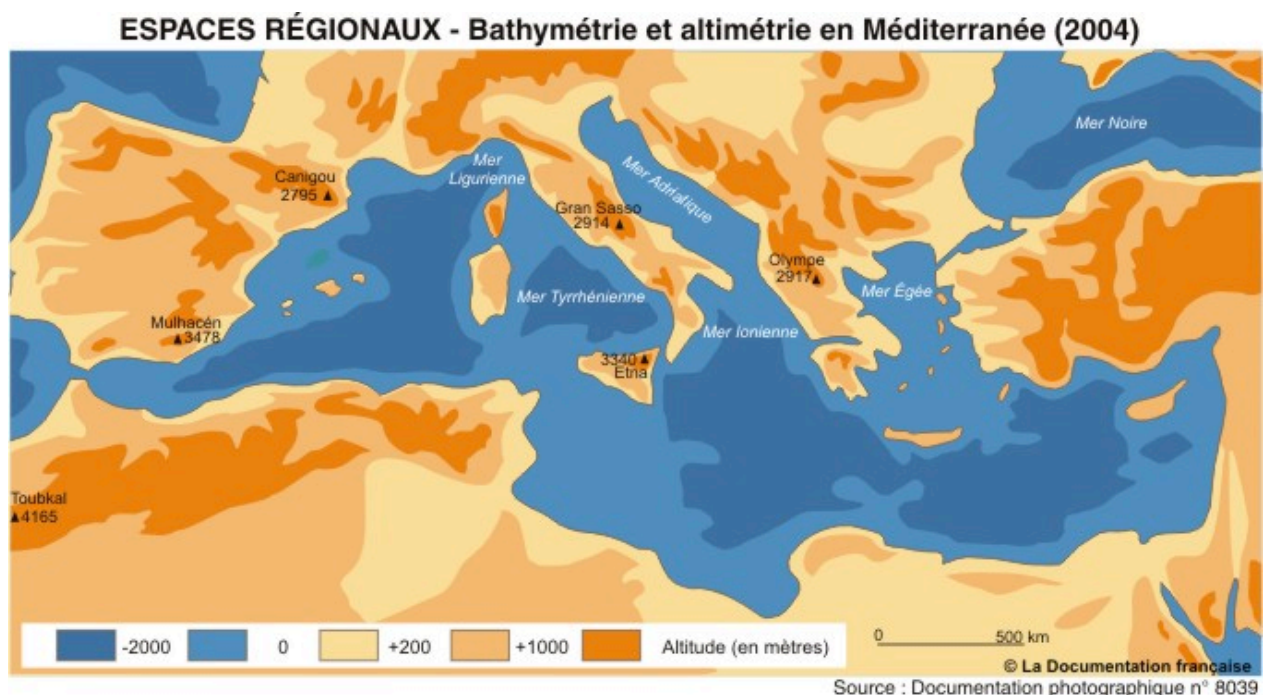 ESPACES RÉGIONAUX - Bathymétrie et altimétrie en Méditerranée (2004)
Mer Noire
Mer
Ligurienne
Canigou
2795
Mer Adriatique
Gran Sasso
2914
Olympe
2917
Mer Égée
Mer Tyrrhénienne
Mulhacén
3478
Mer Ionienne
3340
Etna
Toubkal
4165
-2000 0 +200 +1000 Altitude (en mètres)
0 500 km
© La Documentation française
Source : Documentation photographique n° 8039